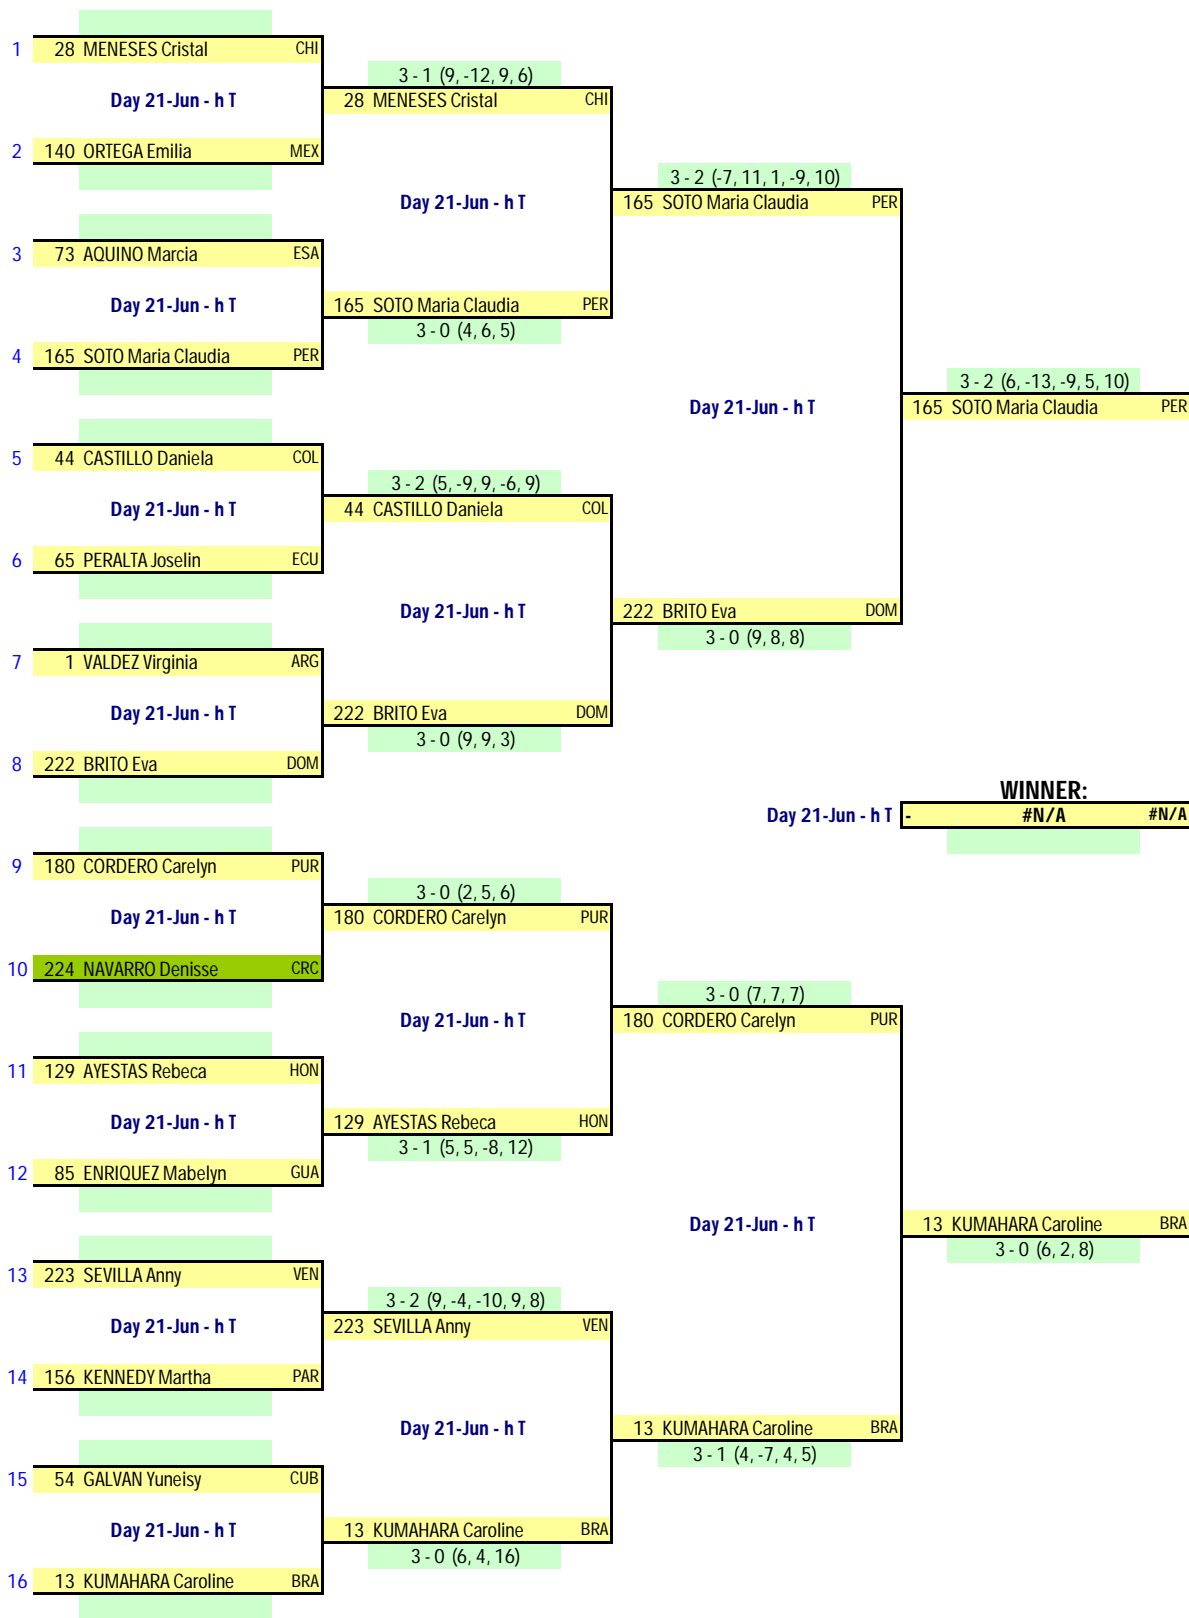 1 28 MENESES Cristal CHI
3 - 1 (9, -12, 9, 6)
Day 21-Jun - h T
28 MENESES Cristal CHI
2 140 ORTEGA Emilia MEX
3 - 2 (-7, 11, 1, -9, 10)
Day 21-Jun - h T
165 SOTO Maria Claudia PER
3 73 AQUINO Marcia ESA
Day 21-Jun - h T
165 SOTO Maria Claudia PER
3 - 0 (4, 6, 5)
4 165 SOTO Maria Claudia PER
3 - 2 (6, -13, -9, 5, 10)
Day 21-Jun - h T
165 SOTO Maria Claudia PER
5 44 CASTILLO Daniela COL
3 - 2 (5, -9, 9, -6, 9)
Day 21-Jun - h T
44 CASTILLO Daniela COL
6 65 PERALTA Joselin ECU
Day 21-Jun - h T
222 BRITO Eva DOM
3 - 0 (9, 8, 8)
7 1 VALDEZ Virginia ARG
Day 21-Jun - h T
222 BRITO Eva DOM
3 - 0 (9, 9, 3)
8 222 BRITO Eva DOM
WINNER:
Day 21-Jun - h T - #N/A #N/A
9 180 CORDERO Carelyn PUR
3 - 0 (2, 5, 6)
Day 21-Jun - h T
180 CORDERO Carelyn PUR
10 224 NAVARRO Denisse CRC
3 - 0 (7, 7, 7)
Day 21-Jun - h T
180 CORDERO Carelyn PUR
11 129 AYESTAS Rebeca HON
Day 21-Jun - h T
129 AYESTAS Rebeca HON
3 - 1 (5, 5, -8, 12)
12 85 ENRIQUEZ Mabelyn GUA
Day 21-Jun - h T
13 KUMAHARA Caroline BRA
3 - 0 (6, 2, 8)
13 223 SEVILLA Anny VEN
3 - 2 (9, -4, -10, 9, 8)
Day 21-Jun - h T
223 SEVILLA Anny VEN
14 156 KENNEDY Martha PAR
Day 21-Jun - h T
13 KUMAHARA Caroline BRA
3 - 1 (4, -7, 4, 5)
15 54 GALVAN Yuneisy CUB
Day 21-Jun - h T
13 KUMAHARA Caroline BRA
3 - 0 (6, 4, 16)
16 13 KUMAHARA Caroline BRA